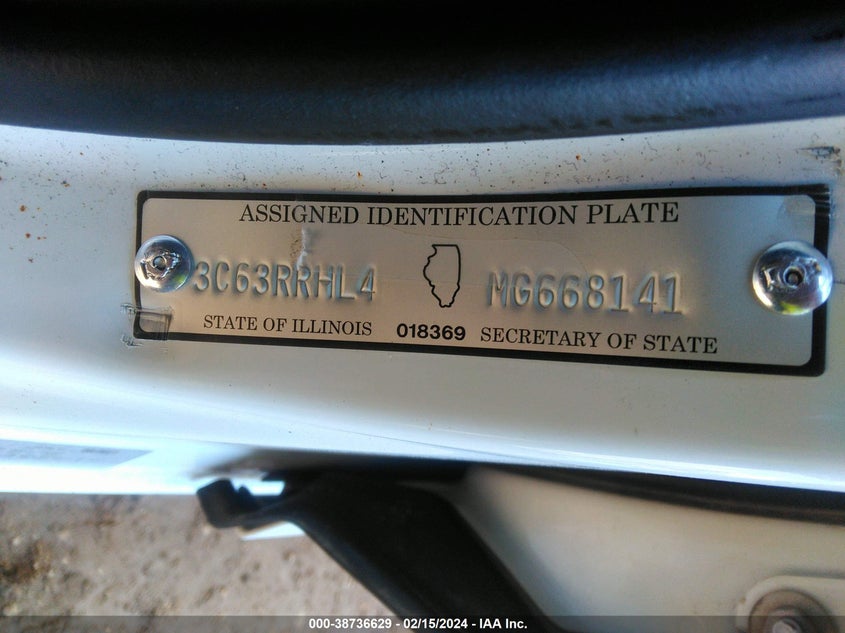 ASSIGNED IDENTIFICATION PLATE
3C63RRHL4 MG668141
STATE OF ILLINOIS 018369 SECRETARY OF STATE
000-38736629 - 02/15/2024 - IAA Inc.